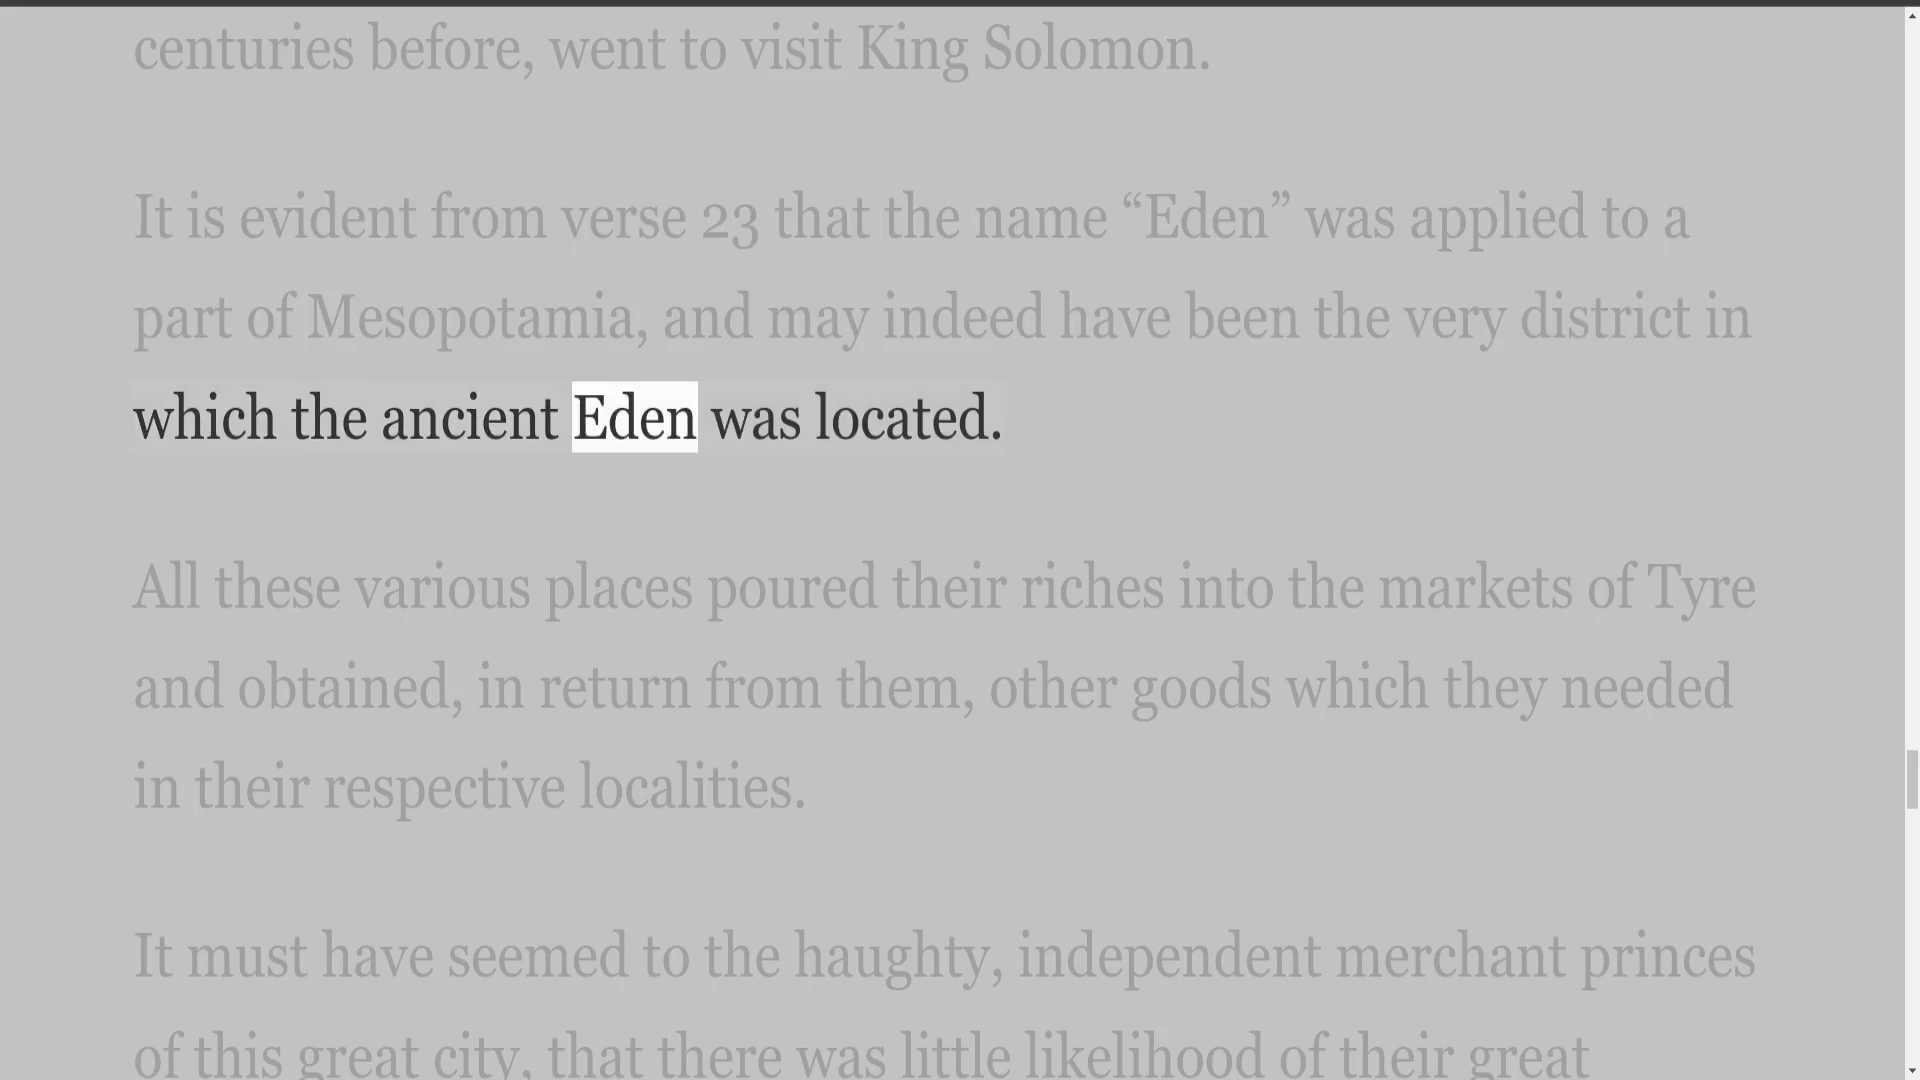 centuries before, went to visit King Solomon.
It is evident from verse 23 that the name “Eden” was applied to a
part of Mesopotamia, and may indeed have been the very district in
which the ancient Eden was located.
All these various places poured their riches into the markets of Tyre
and obtained, in return from them, other goods which they needed
in their respective localities.
It must have seemed to the haughty, independent merchant princes
of this great city, that there was little likelihood of their great